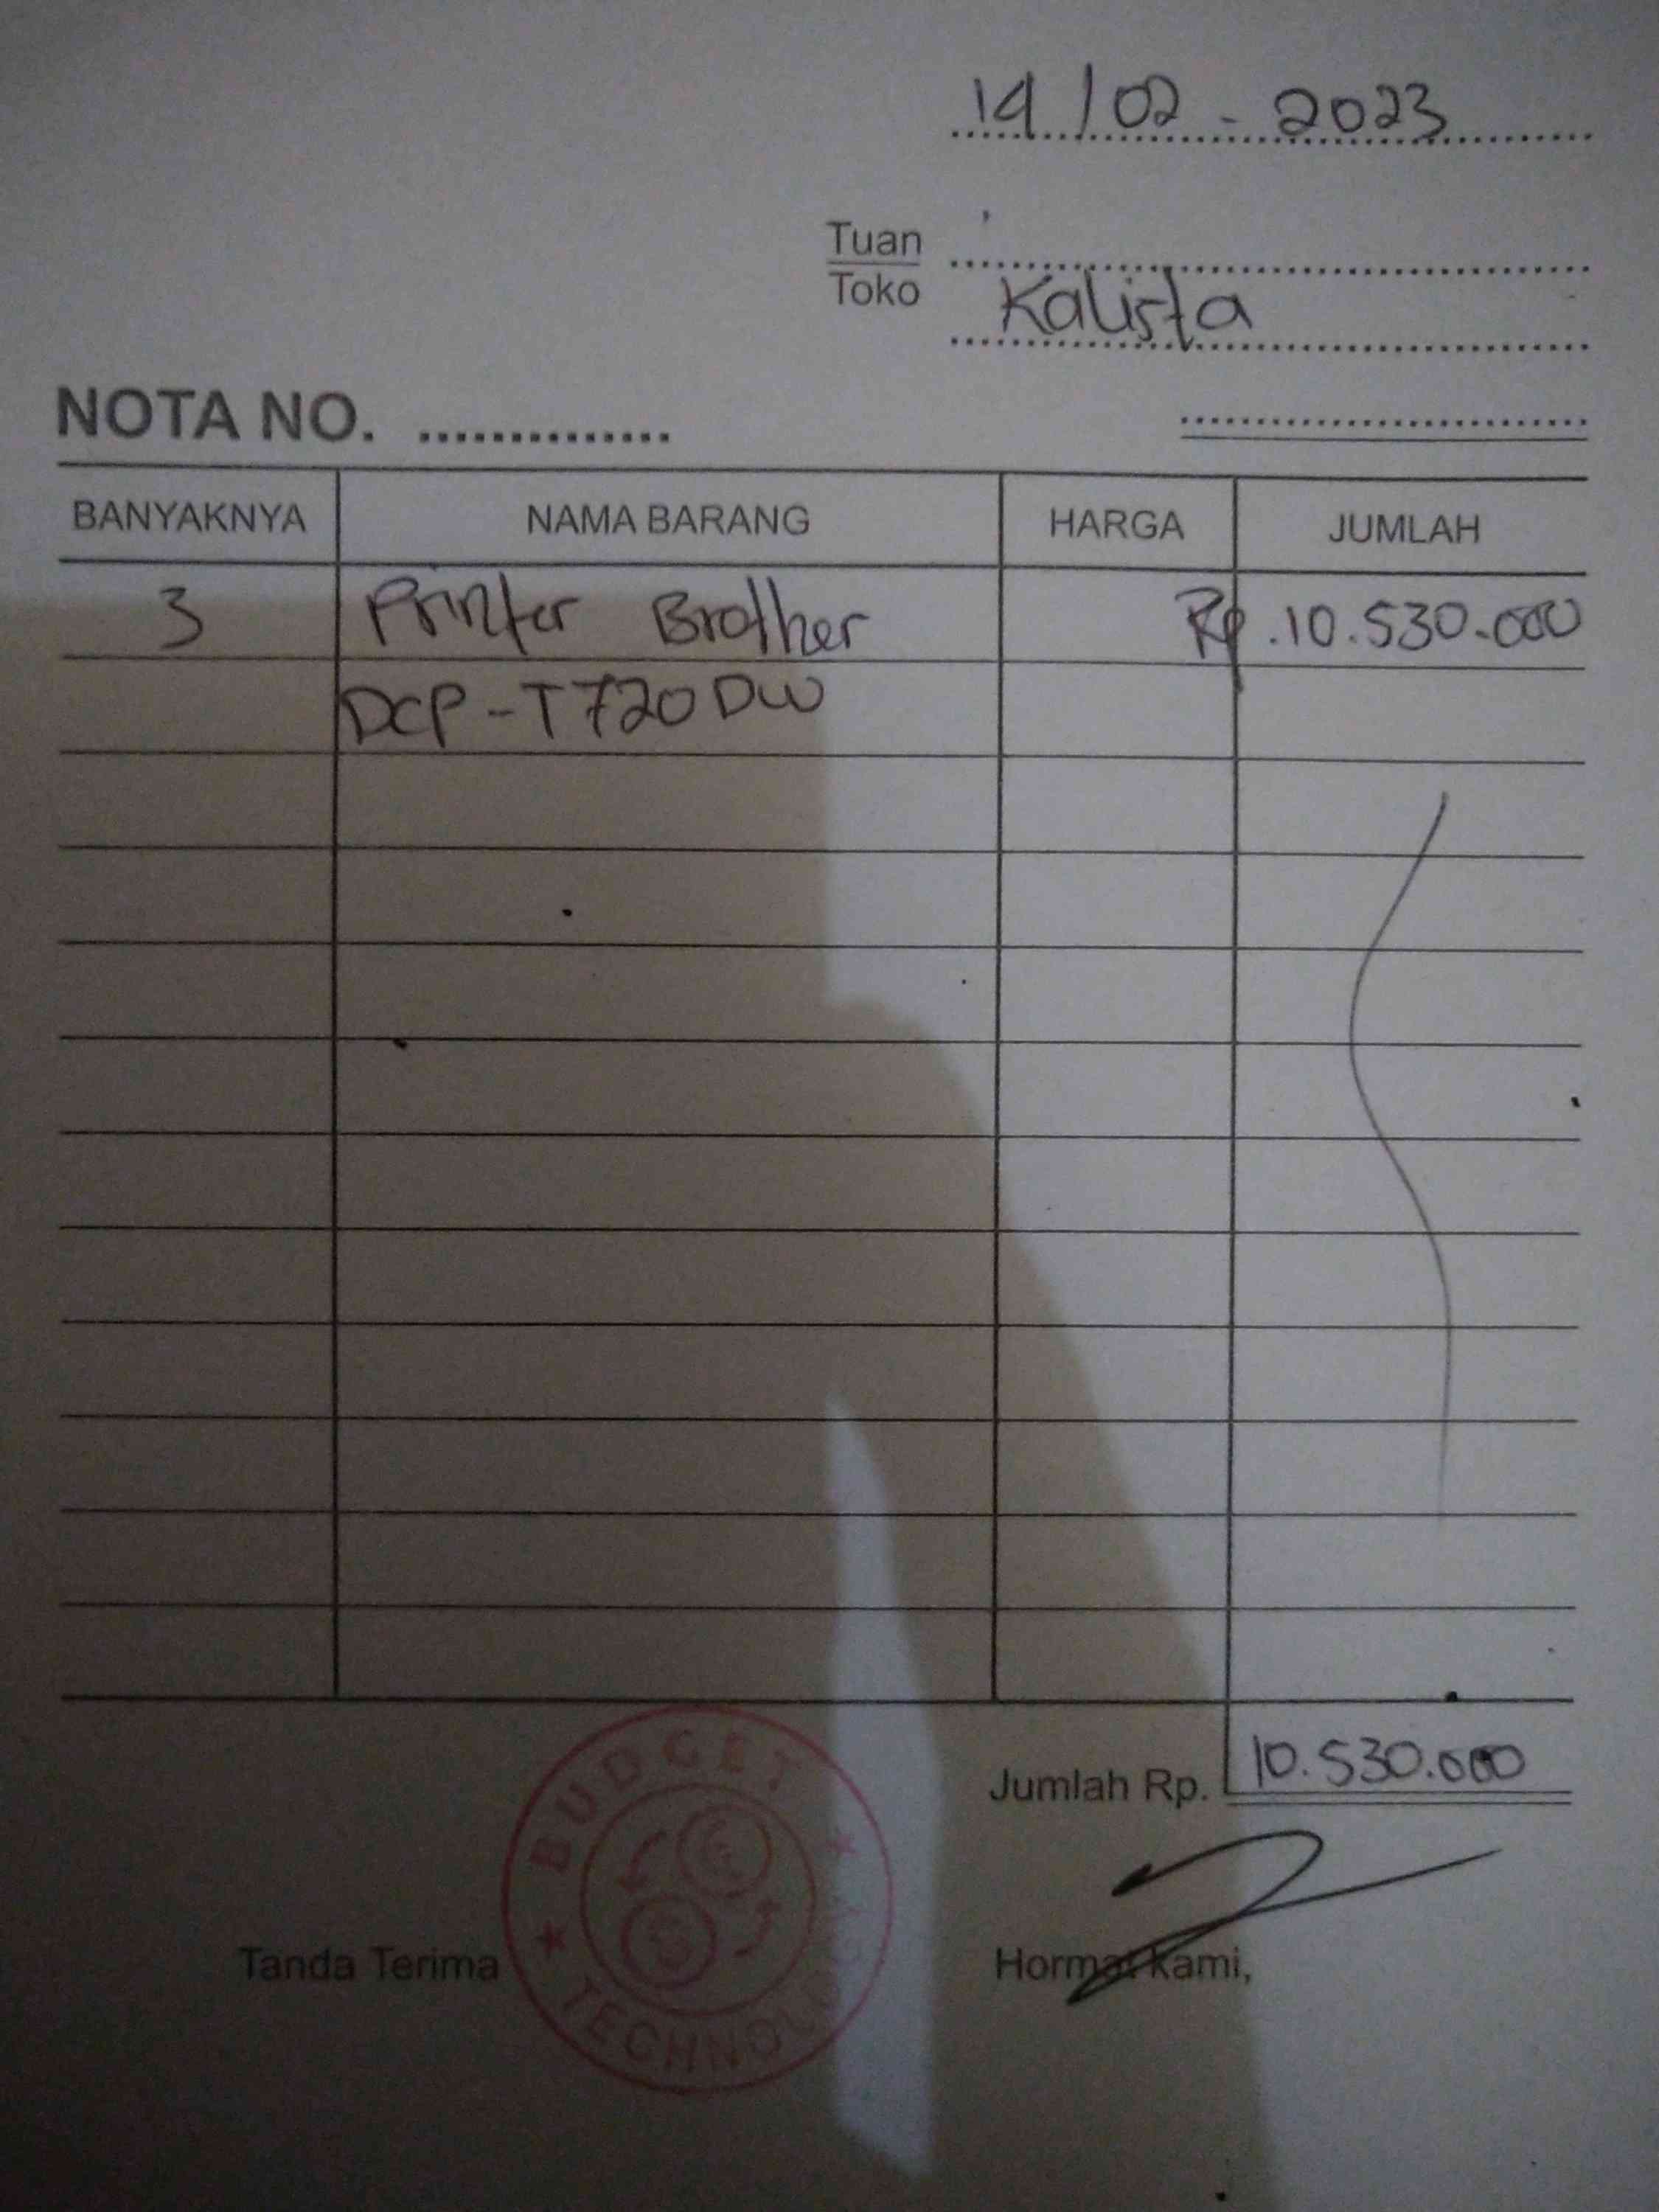 14/02-2023
Tuan
Toko
Kalista
NOTA NO. ..............
BANYAKNYA NAMA BARANG HARGA JUMLAH
3 Printer Brother Rp.10.530.000
DCP-T720DW
Jumlah Rp. 10.530.000
BUDGET
TECHNOLOGY
Tanda Terima Hormat Kami,